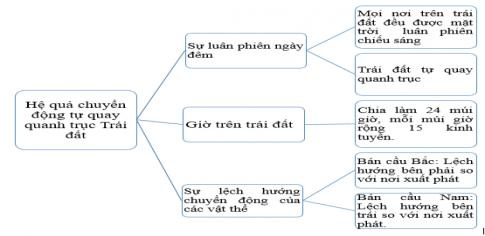 Mọi nơi trên trái
đất đều được mặt
trời luân phiên
chiếu sáng
Sự luân phiên ngày
đêm
Trái đất tự quay
quanh trục
Hệ quả chuyển
động tự quay
quanh trục Trái
đất
Giờ trên trái đất
Chia làm 24 múi
giờ, mỗi múi giờ
rộng 15 kinh
tuyến.
Sự lệch hướng
chuyển động của
các vật thể
Bán cầu Bắc: Lệch
hướng bên phải so
với nơi xuất phát
Bán cầu Nam:
Lệch hướng bên
trái so với nơi xuất
phát.